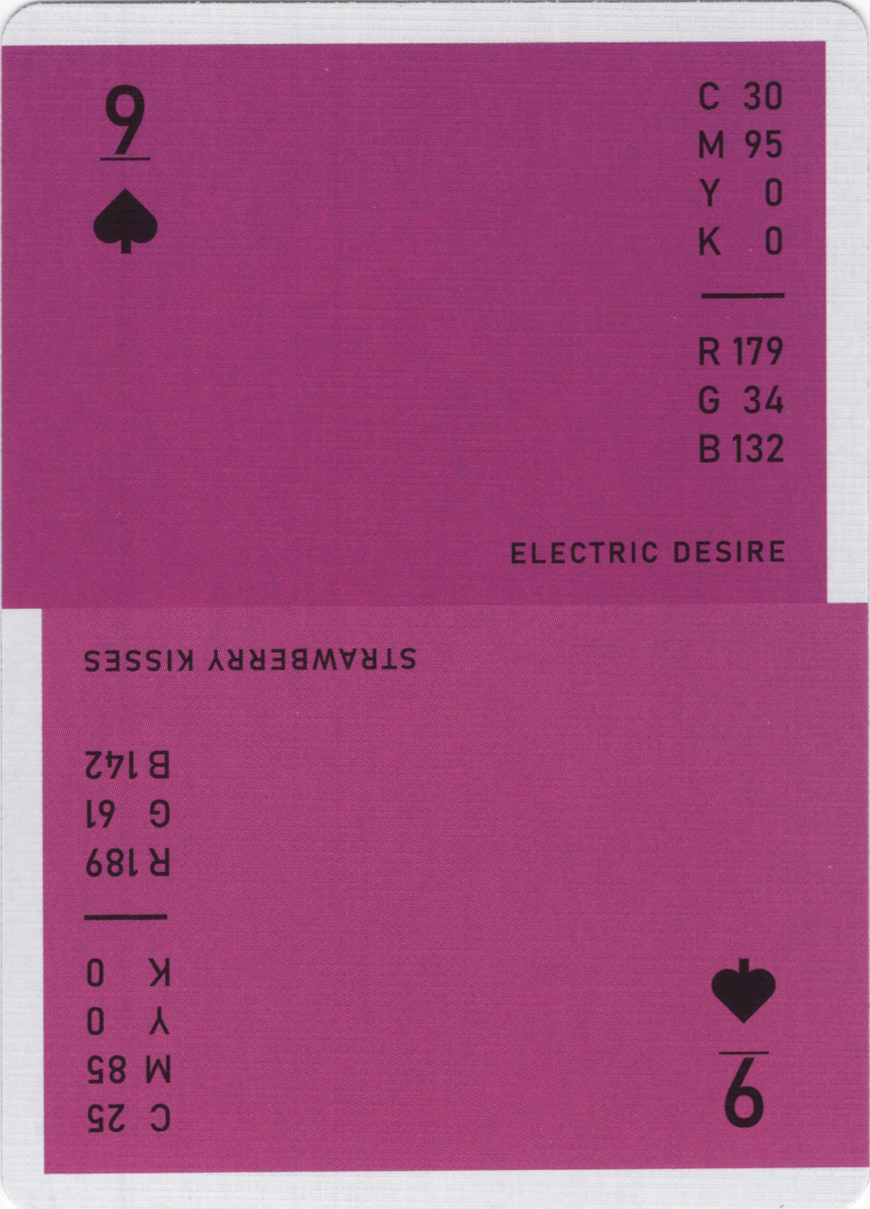 9
♠
C 30
M 95
Y 0
K 0
R 179
G 34
B 132
ELECTRIC DESIRE
STRAWBERRY KISSES
B 142
G 61
R 189
K 0
Y 0
M 85
C 25
♠
9